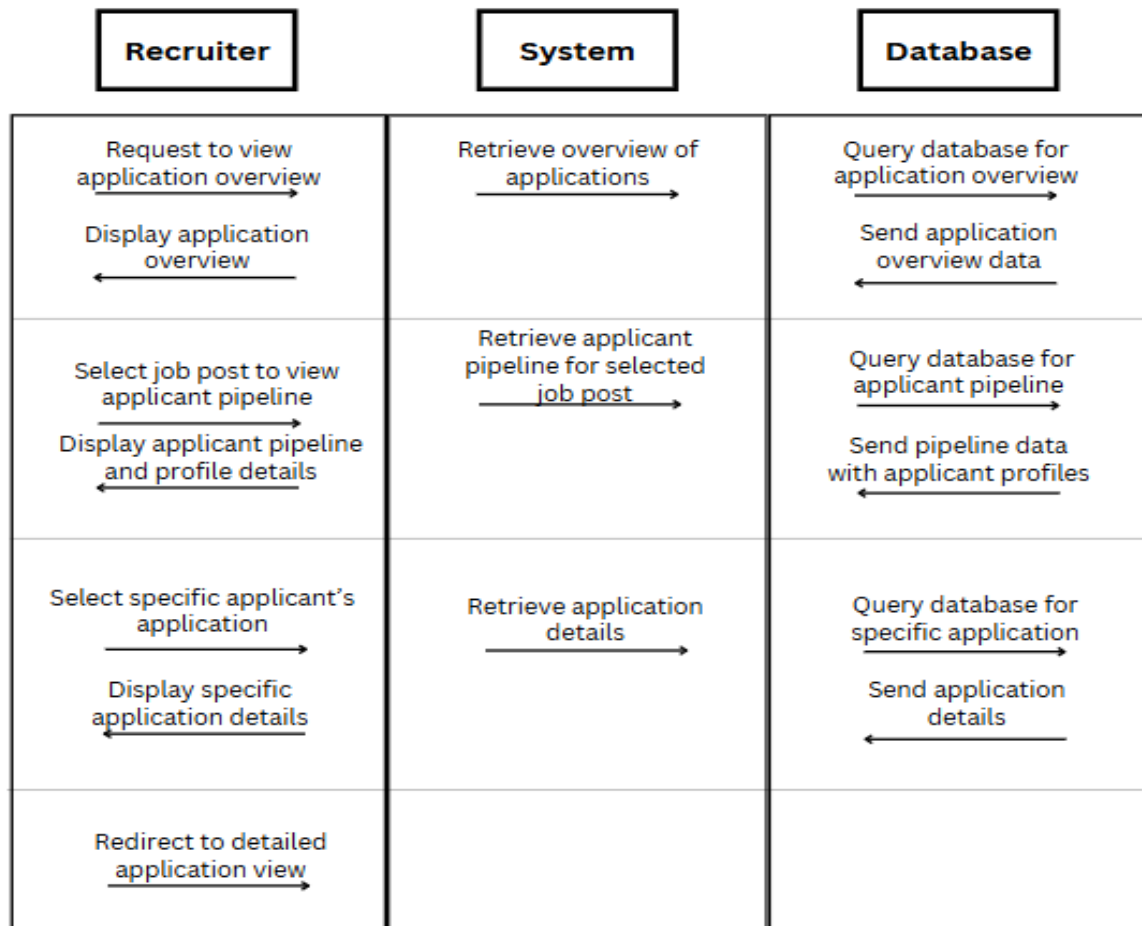 Recruiter
System
Database
Request to view
application overview
Retrieve overview of
applications
Query database for
application overview
Display application
overview
Send application
overview data
Select job post to view
applicant pipeline
Retrieve applicant
pipeline for selected
job post
Query database for
applicant pipeline
Display applicant pipeline
and profile details
Send pipeline data
with applicant profiles
Select specific applicant’s
application
Retrieve application
details
Query database for
specific application
Display specific
application details
Send application
details
Redirect to detailed
application view